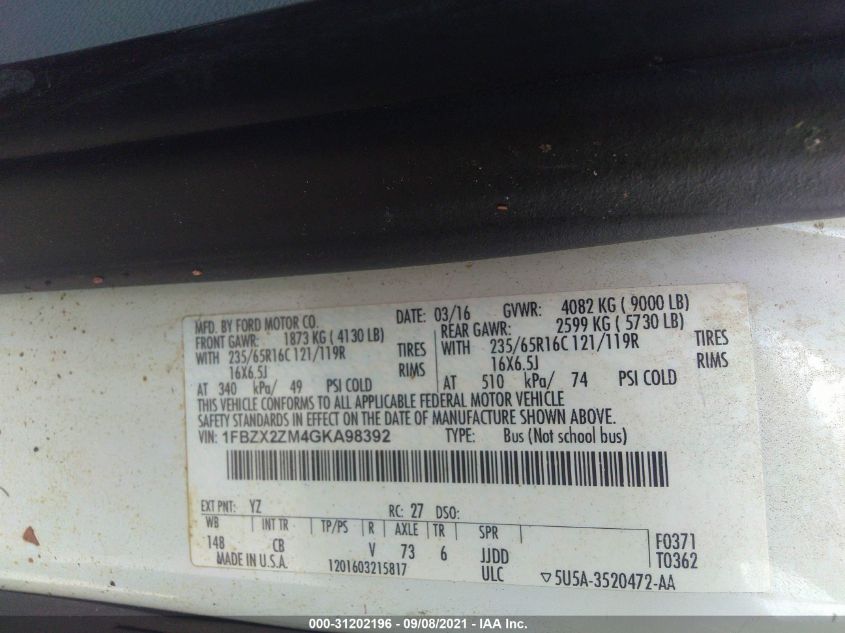 MFD. BY FORD MOTOR CO. DATE: 03/16 GVWR: 4082 KG ( 9000 LB)
FRONT GAWR: 1873 KG ( 4130 LB) REAR GAWR: 2599 KG ( 5730 LB)
WITH 235/65R16C 121/119R TIRES WITH 235/65R16C 121/119R TIRES
16X6.5J RIMS 16X6.5J RIMS
AT 340 kPa/ 49 PSI COLD AT 510 kPa/ 74 PSI COLD
THIS VEHICLE CONFORMS TO ALL APPLICABLE FEDERAL MOTOR VEHICLE
SAFETY STANDARDS IN EFFECT ON THE DATE OF MANUFACTURE SHOWN ABOVE.
VIN: 1FBZX2ZM4GKA98392 TYPE: Bus (Not school bus)
EXT PNT: YZ RC: 27 DSO:
WB INT TR TP/PS R AXLE TR SPR F0371
148 CB V 73 6 JJDD T0362
MADE IN U.S.A. 1201603215817 ULC ▽5U5A-3520472-AA
000-31202196 - 09/08/2021 - IAA Inc.